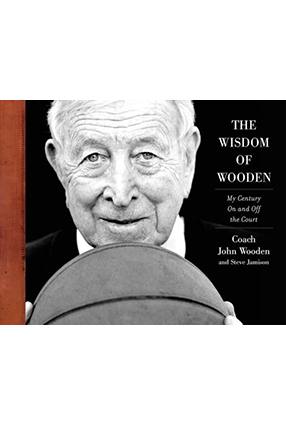 THE
WISDOM
OF
WOODEN
My Century
On and Off
the Court
Coach
John Wooden
and Steve Jamison